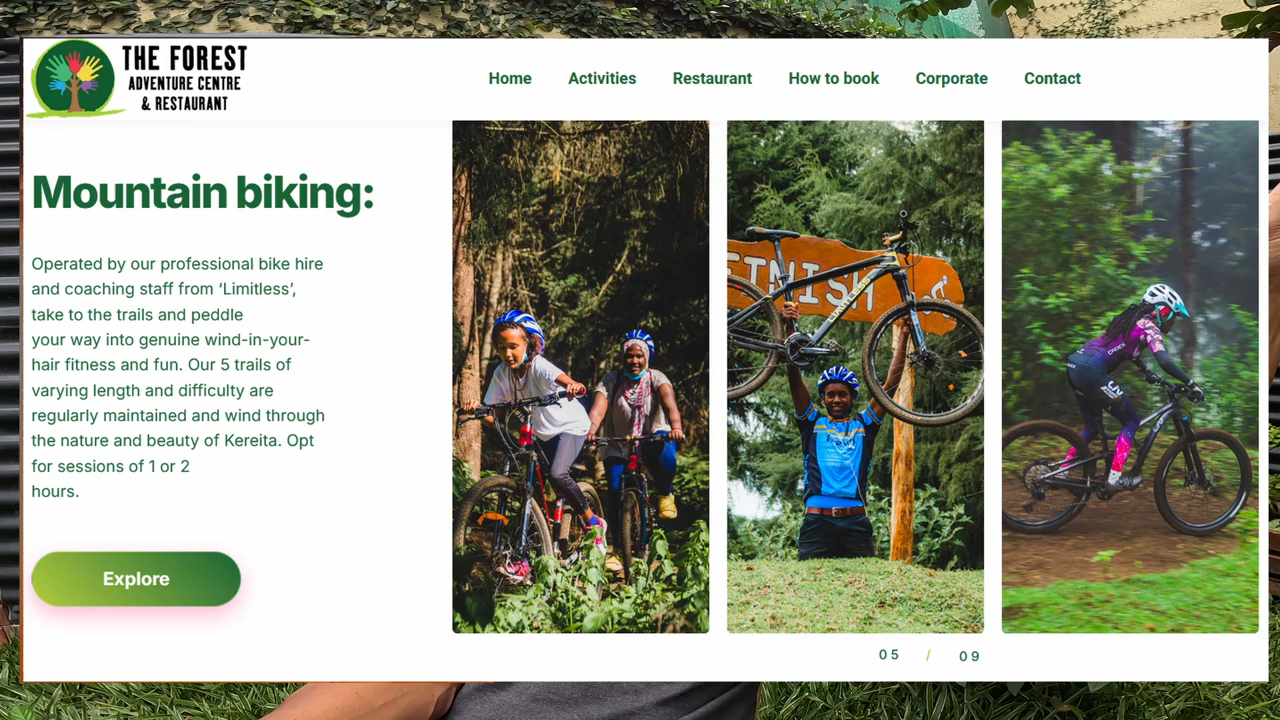 THE FOREST
ADVENTURE CENTRE
& RESTAURANT
Home Activities Restaurant How to book Corporate Contact
Mountain biking:
Operated by our professional bike hire
and coaching staff from ‘Limitless’,
take to the trails and peddle
your way into genuine wind-in-your-
hair fitness and fun. Our 5 trails of
varying length and difficulty are
regularly maintained and wind through
the nature and beauty of Kereita. Opt
for sessions of 1 or 2
hours.
Explore
FINISH
05 / 09